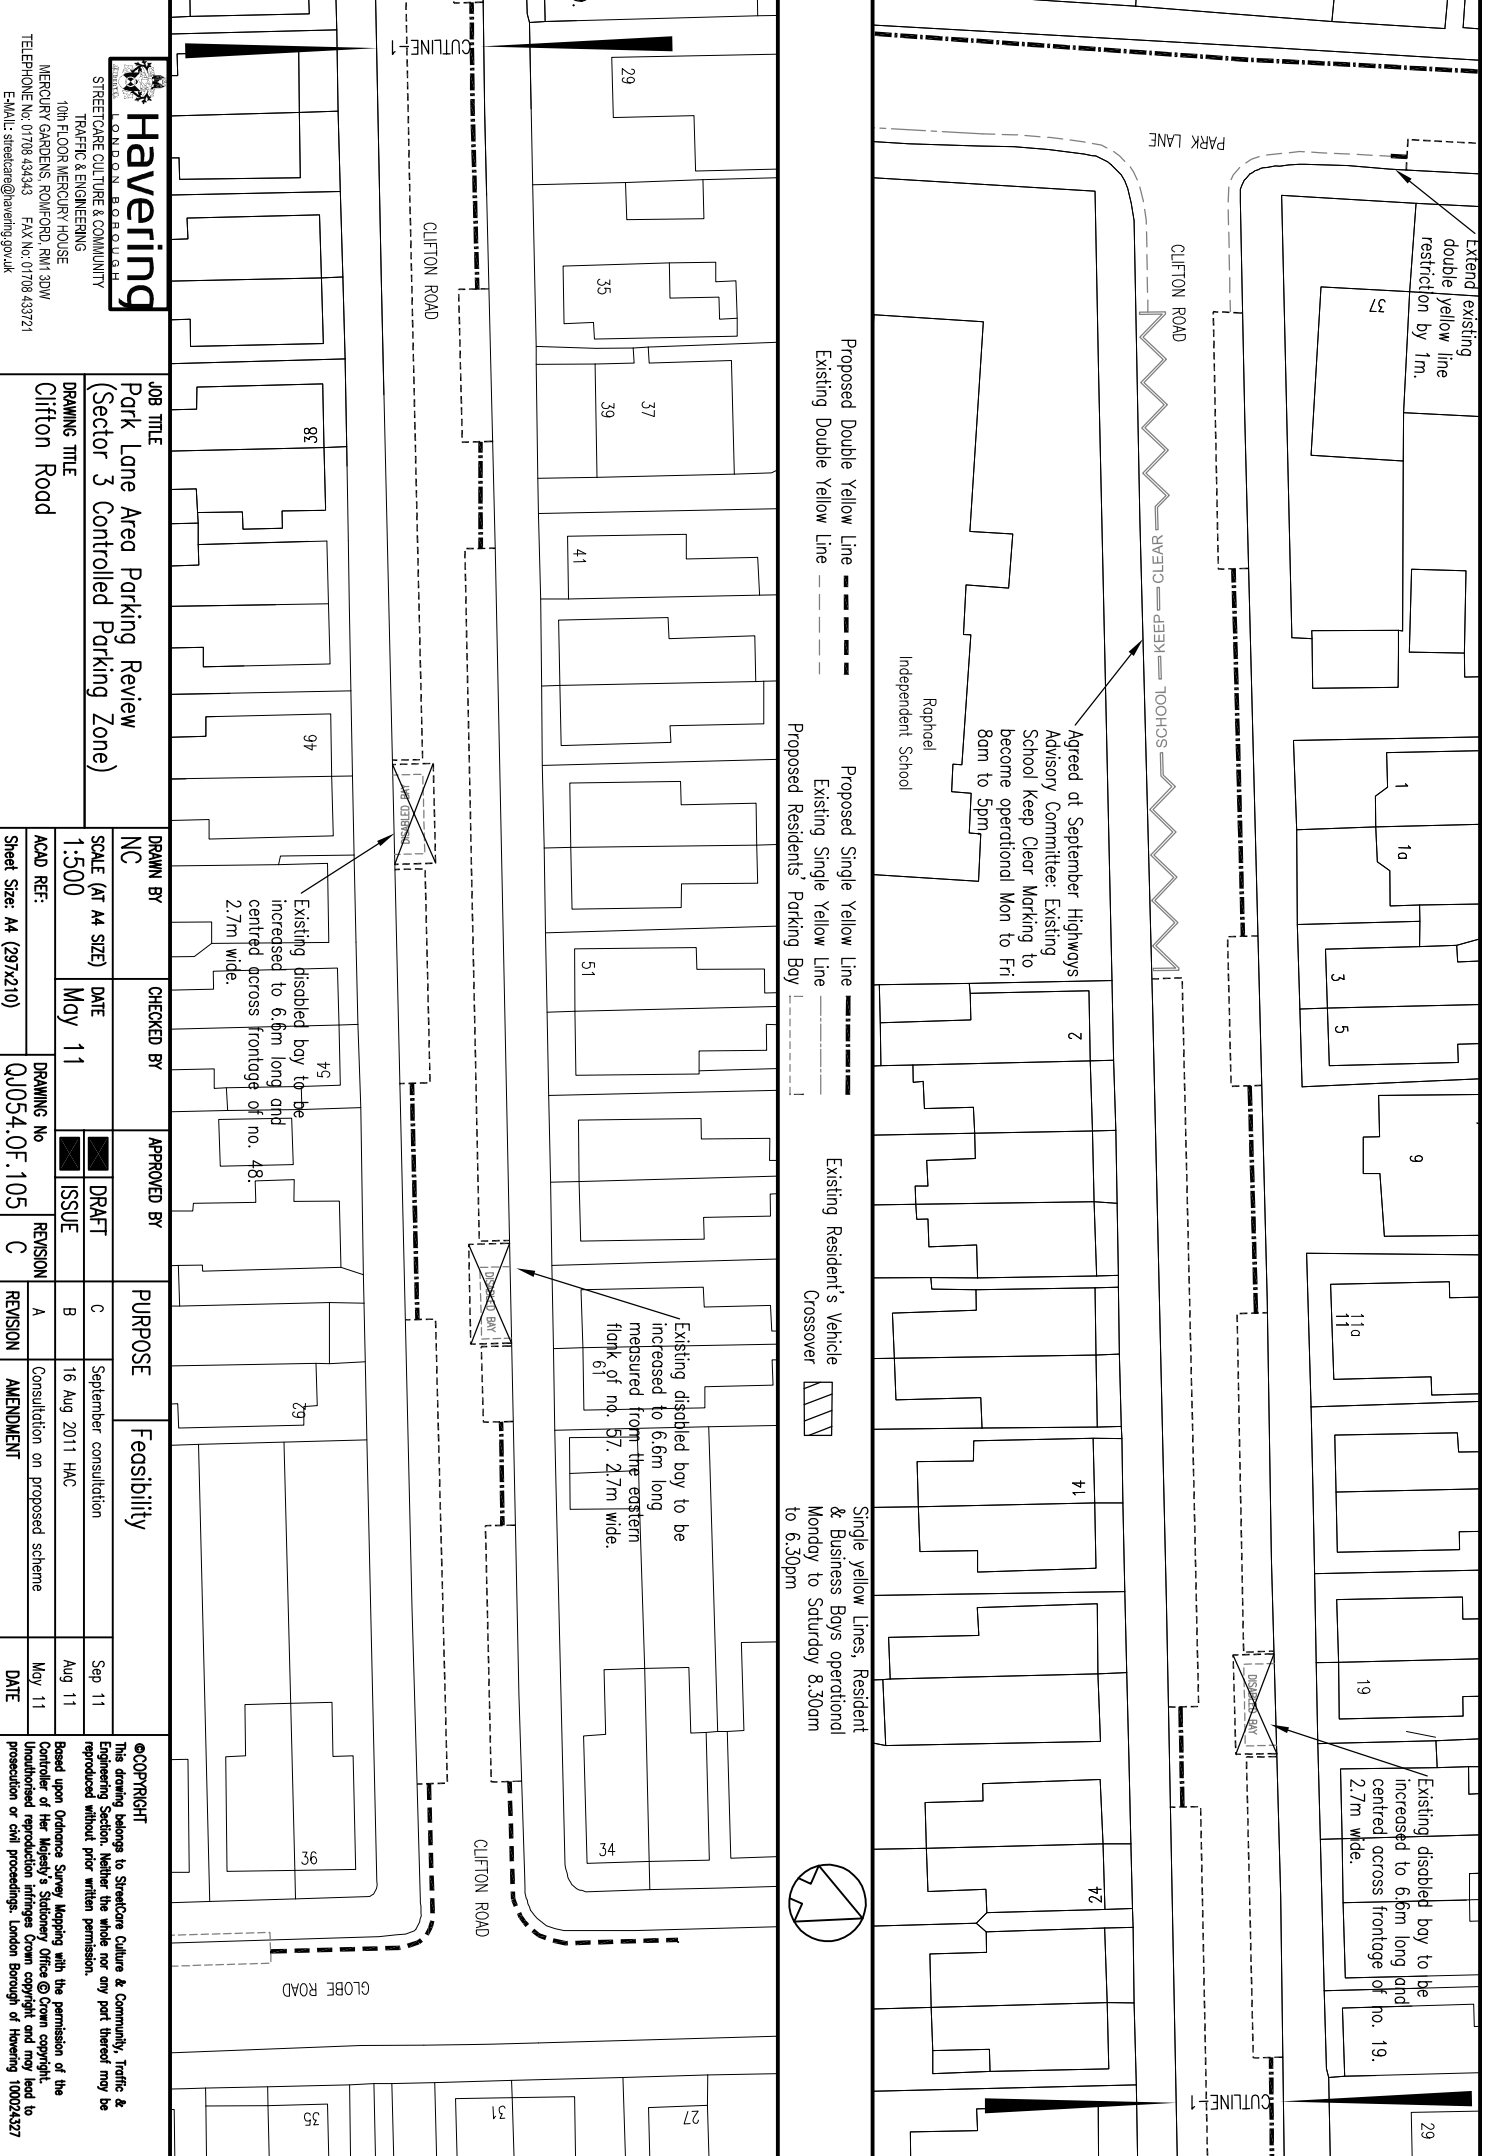 PARK LANE
CLIFTON ROAD
Extend existing
double yellow line
restriction by 1m.
37
SCHOOL — KEEP — CLEAR
Raphael
Independent School
Agreed at September Highways
Advisory Committee: Existing
School Keep Clear Marking to
become operational Mon to Fri
8am to 5pm
1
1a
3
5
9
11a
11
19
2
14
24
29
DISABLED BAY
Existing disabled bay to be
increased to 6.6m long and
centred across frontage of no. 19.
2.7m wide.
CUTLINE-1
Proposed Double Yellow Line
Existing Double Yellow Line
Proposed Single Yellow Line
Existing Single Yellow Line
Proposed Residents' Parking Bay
Existing Resident's Vehicle
Crossover
Single yellow Lines, Resident
& Business Bays operational
Monday to Saturday 8.30am
to 6.30pm
CUTLINE-1
CLIFTON ROAD
29
35
37
39
41
51
61
34
38
46
54
62
36
DISABLED BAY
Existing disabled bay to be
increased to 6.6m long and
centred across frontage of no. 48.
2.7m wide.
DISABLED BAY
Existing disabled bay to be
increased to 6.6m long
measured from the eastern
flank of no. 57. 2.7m wide.
CLIFTON ROAD
GLOBE ROAD
35
31
27
Havering
LONDON BOROUGH
STREETCARE CULTURE & COMMUNITY
TRAFFIC & ENGINEERING
10th FLOOR MERCURY HOUSE
MERCURY GARDENS, ROMFORD, RM1 3DW
TELEPHONE No: 01708 434343 FAX No: 01708 433721
E-MAIL: streetcare@havering.gov.uk
JOB TITLE
Park Lane Area Parking Review
(Sector 3 Controlled Parking Zone)
DRAWING TITLE
Clifton Road
DRAWN BY
NC
CHECKED BY
APPROVED BY
SCALE (AT A4 SIZE)
1:500
DATE
May 11
DRAFT
ISSUE
ACAD REF:
Sheet Size: A4 (297x210)
DRAWING No
QJ054.OF.105
REVISION
C
PURPOSE
Feasibility
C September consultation Sep 11
B 16 Aug 2011 HAC Aug 11
A Consultation on proposed scheme May 11
REVISION AMENDMENT DATE
©COPYRIGHT
This drawing belongs to StreetCare Culture & Community, Traffic &
Engineering Section. Neither the whole nor any part thereof may be
reproduced without prior written permission.
Based upon Ordnance Survey Mapping with the permission of the
Controller of Her Majesty's Stationery Office © Crown copyright.
Unauthorised reproduction infringes Crown copyright and may lead to
prosecution or civil proceedings. London Borough of Havering 100024327